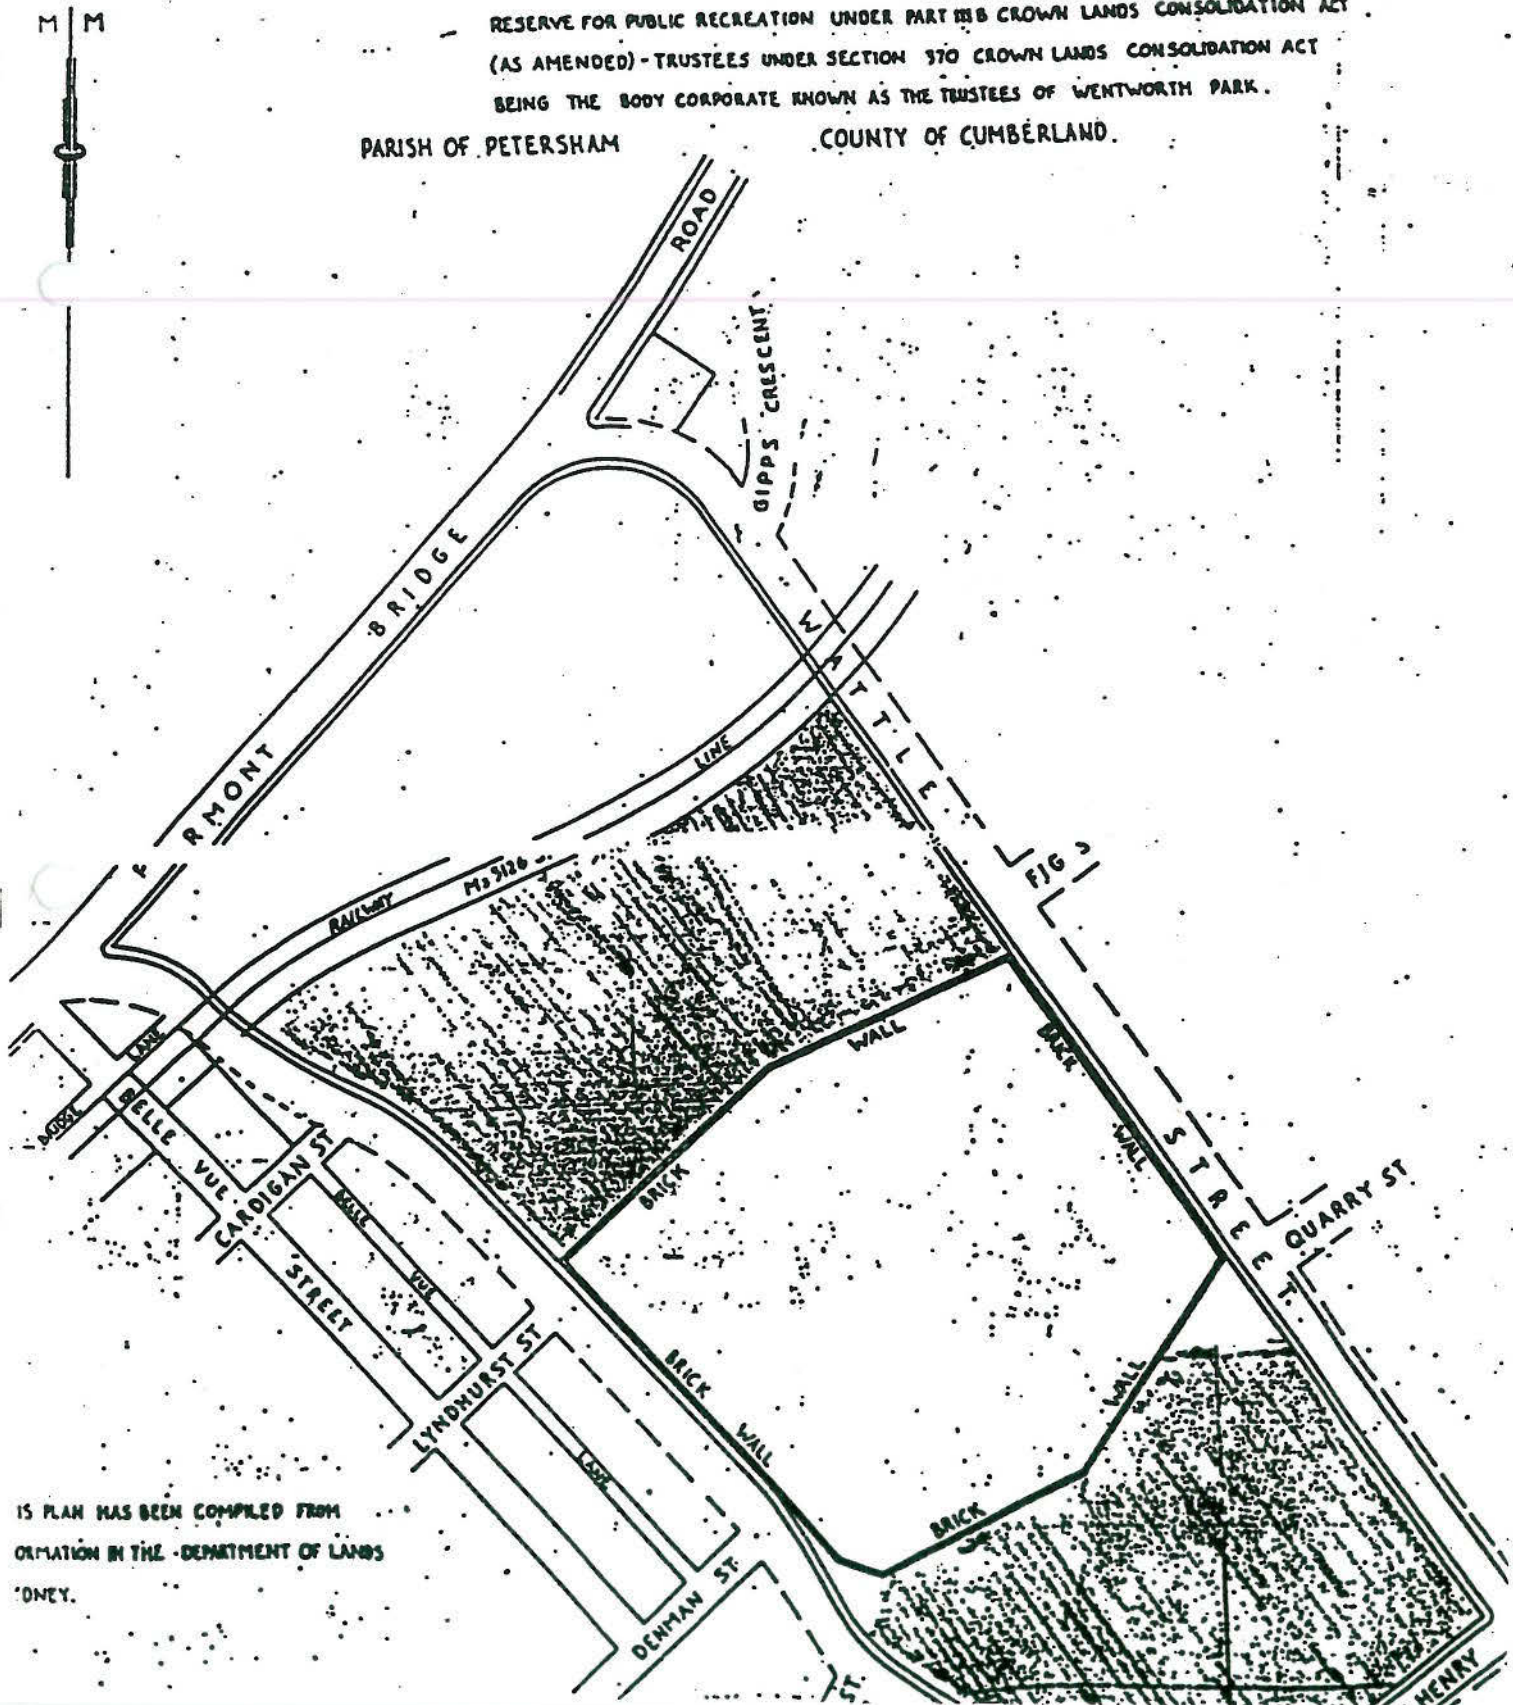 M M
RESERVE FOR PUBLIC RECREATION UNDER PART IIIB CROWN LANDS CONSOLIDATION ACT
(AS AMENDED) - TRUSTEES UNDER SECTION 370 CROWN LANDS CONSOLIDATION ACT
BEING THE BODY CORPORATE KNOWN AS THE TRUSTEES OF WENTWORTH PARK.
PARISH OF PETERSHAM COUNTY OF CUMBERLAND.
ROAD
GIPPS CRESCENT
BRIDGE
RMONT
WATTLE
LINE
FIG
Ms 3126
RAILWAY
WALL
BRICK
LANE
BELLE VUE
STREET
CARDIGAN ST
BRICK
WALL
STREET.
QUARRY ST
BELLE
VUE
LANE
LYNDHURST ST
BRICK
WALL
WALL
BRICK
IS PLAN HAS BEEN COMPILED FROM
ORMATION IN THE DEPARTMENT OF LANDS
DNEY.
DENMAN ST.
ST.
HENRY